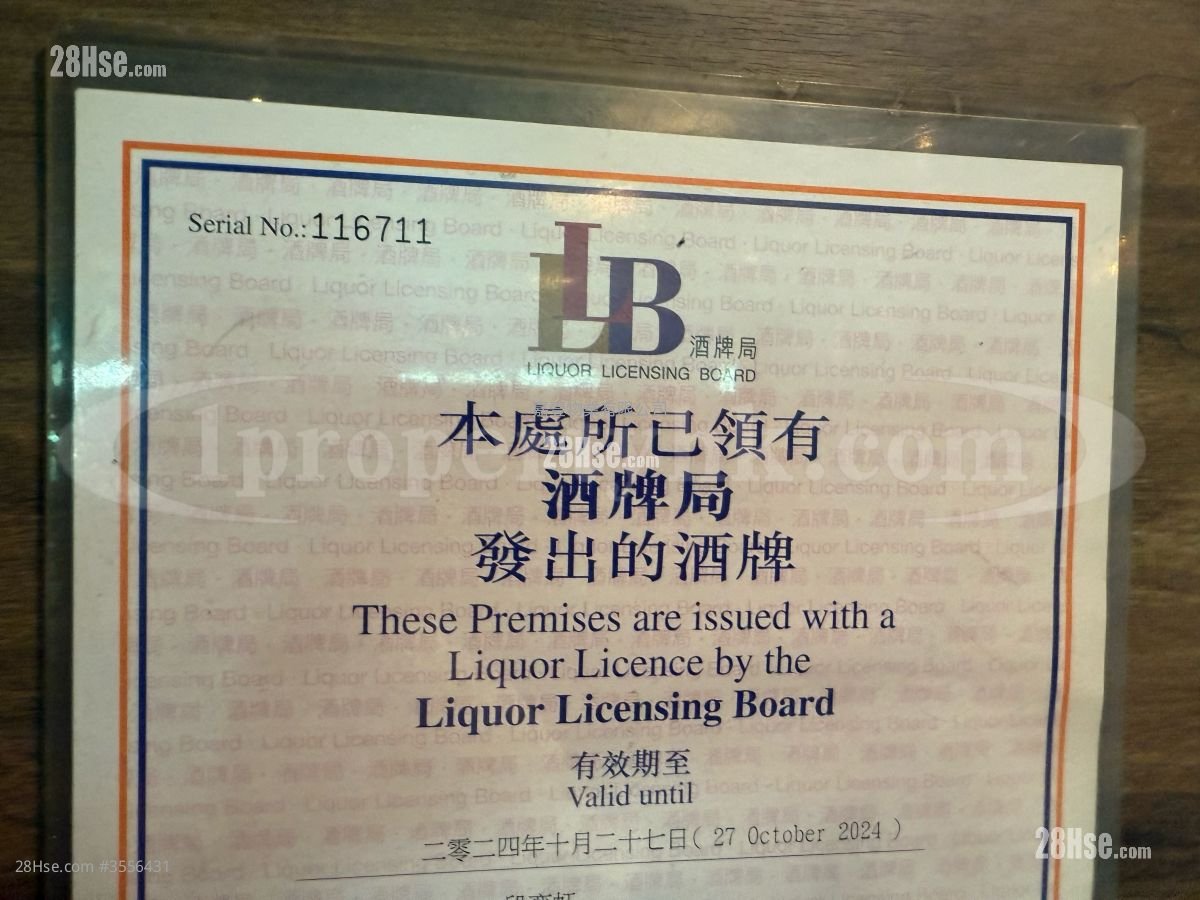 28Hse.com
Serial No.: 116711
LLB
酒牌局
LIQUOR LICENSING BOARD
本處所已領有
28Hse.com
酒牌局
發出的酒牌
These Premises are issued with a
Liquor Licence by the
Liquor Licensing Board
有效期至
Valid until
二零二四年十月二十七日( 27 October 2024 )
28Hse.com
28Hse.com #3556431